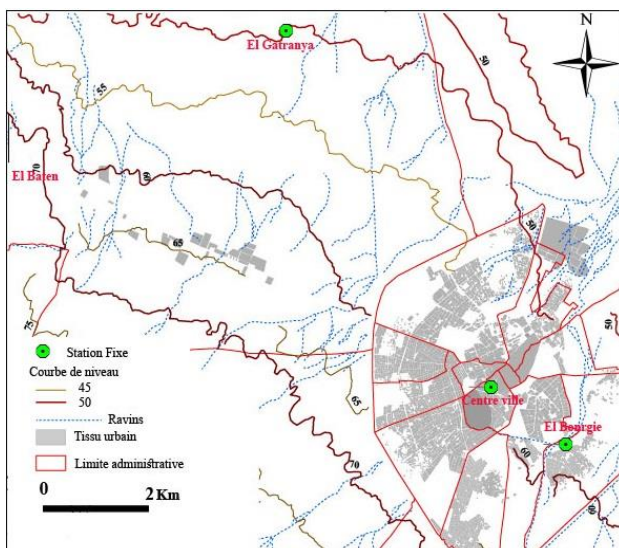 N
El Gatranya
50
55
60
70
El Baten
65
50
75
50
Station Fixe
Courbe de niveau
45
50
Ravins
Tissu urbain
Limite administrative
0 2 Km
65
70
Centre ville
El Bourgie
60
60